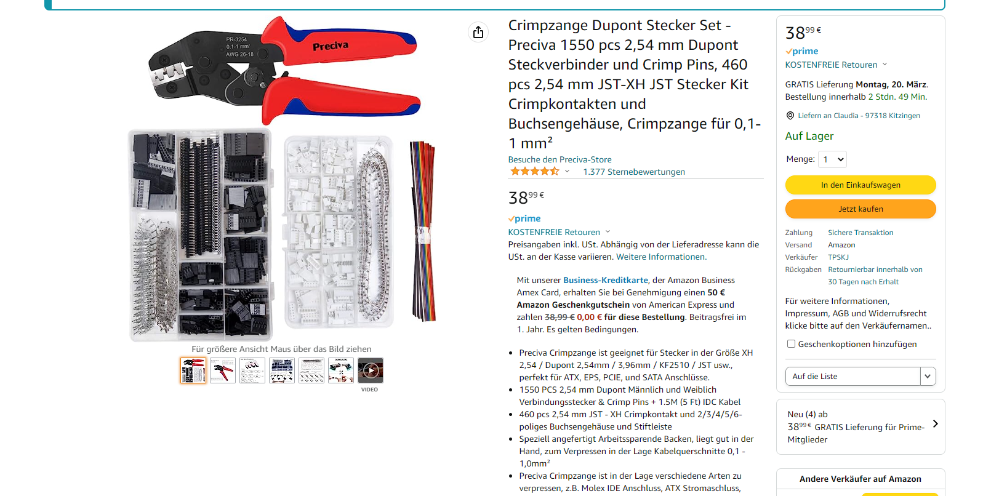 PR-3254
0.1-1 mm²
AWG 26-18
Preciva
Für größere Ansicht Maus über das Bild ziehen
VIDEO
Crimpzange Dupont Stecker Set -
Preciva 1550 pcs 2,54 mm Dupont
Steckverbinder und Crimp Pins, 460
pcs 2,54 mm JST-XH JST Stecker Kit
Crimpkontakten und
Buchsengehäuse, Crimpzange für 0,1-
1 mm²
Besuche den Preciva-Store
1.377 Sternebewertungen
38⁹⁹ €
prime
KOSTENFREIE Retouren
Preisangaben inkl. USt. Abhängig von der Lieferadresse kann die
USt. an der Kasse variieren. Weitere Informationen.
Mit unserer Business-Kreditkarte, der Amazon Business
Amex Card, erhalten Sie bei Genehmigung einen 50 €
Amazon Geschenkgutschein von American Express und
zahlen 38,99 € 0,00 € für diese Bestellung. Beitragsfrei im
1. Jahr. Es gelten Bedingungen.
• Preciva Crimpzange ist geeignet für Stecker in der Größe XH
2,54 / Dupont 2,54mm / 3,96mm / KF2510 / JST usw.,
perfekt für ATX, EPS, PCIE, und SATA Anschlüsse.
• 1550 PCS 2,54 mm Dupont Männlich und Weiblich
Verbindungsstecker & Crimp Pins + 1.5M (5 Ft) IDC Kabel
• 460 pcs 2,54 mm JST - XH Crimpkontakt und 2/3/4/5/6-
poliges Buchsengehäuse und Stiftleiste
• Speziell angefertigt Arbeitssparende Backen, liegt gut in der
Hand, zum Verpressen in der Lage Kabelquerschnitte 0,1 -
1,0mm²
• Preciva Crimpzange ist in der Lage verschiedene Arten zu
verpressen, z.B. Molex IDE Anschluss, ATX Stromaschluss,
38⁹⁹ €
prime
KOSTENFREIE Retouren
GRATIS Lieferung Montag, 20. März.
Bestellung innerhalb 2 Stdn. 49 Min.
Liefern an Claudia - 97318 Kitzingen
Auf Lager
Menge: 1
In den Einkaufswagen
Jetzt kaufen
Zahlung Sichere Transaktion
Versand Amazon
Verkäufer TPSKJ
Rückgaben Retournierbar innerhalb von
30 Tagen nach Erhalt
Für weitere Informationen,
Impressum, AGB und Widerrufsrecht
klicke bitte auf den Verkäufernamen..
Geschenkoptionen hinzufügen
Auf die Liste
Neu (4) ab
38⁹⁹ € GRATIS Lieferung für Prime-
Mitglieder
Andere Verkäufer auf Amazon